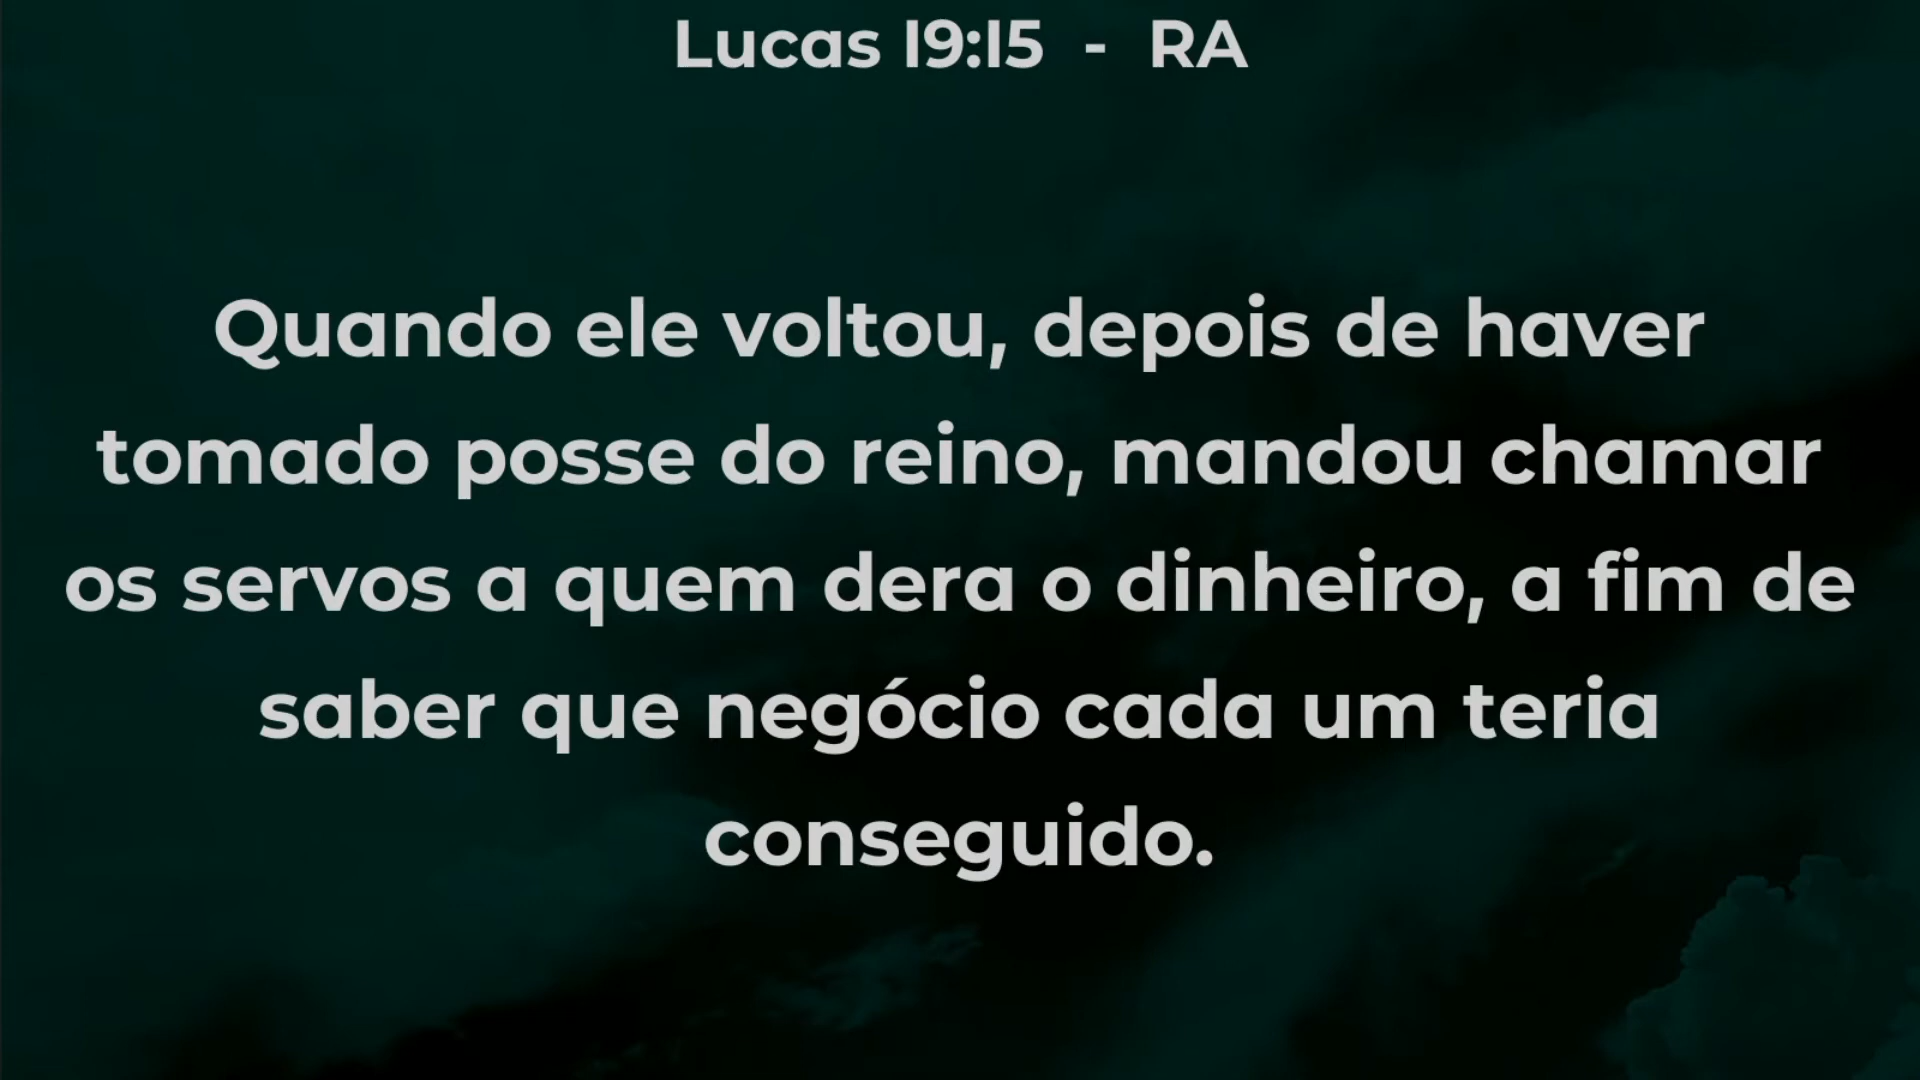 Lucas 19:15 - RA
Quando ele voltou, depois de haver
tomado posse do reino, mandou chamar
os servos a quem dera o dinheiro, a fim de
saber que negócio cada um teria
conseguido.